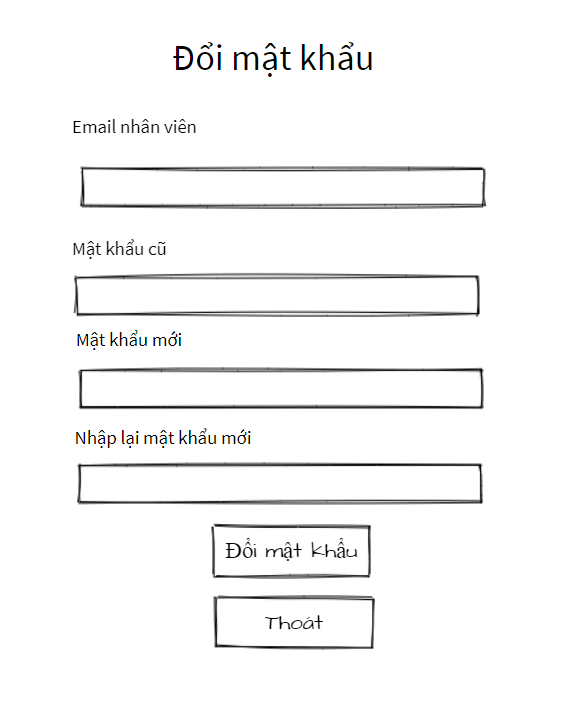 Đổi mật khẩu
Email nhân viên
Mật khẩu cũ
Mật khẩu mới
Nhập lại mật khẩu mới
Đổi mật khẩu
Thoát